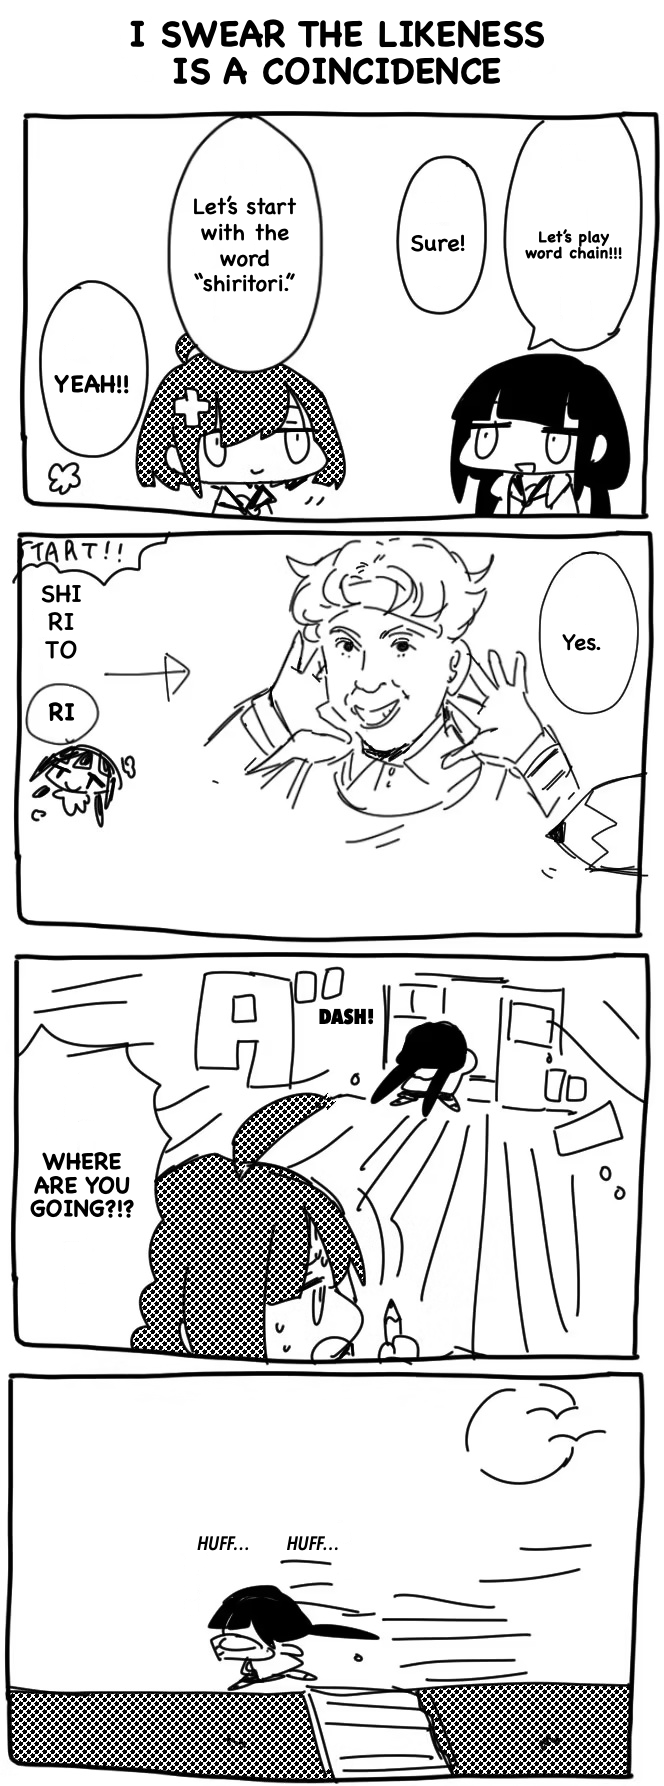 I SWEAR THE LIKENESS
IS A COINCIDENCE
Let's play
word chain!!!
Sure!
Let's start
with the
word
"shiritori."
YEAH!!
START!!
SHI
RI
TO
RI
Yes.
DASH!
WHERE
ARE YOU
GOING?!?
HUFF... HUFF...